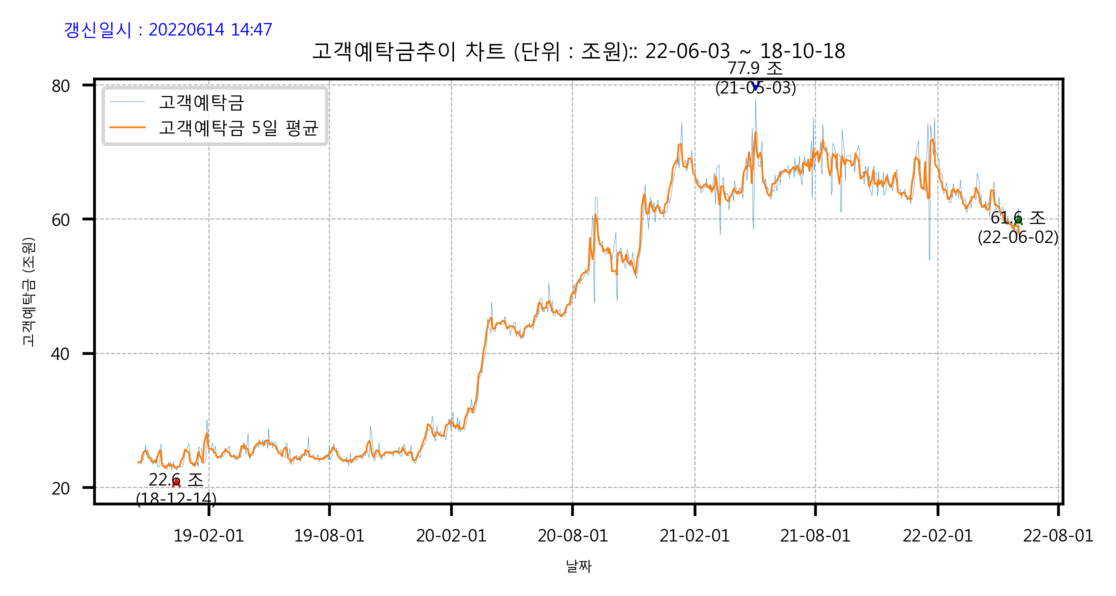 갱신일시 : 20220614 14:47
고객예탁금추이 차트 (단위 : 조원):: 22-06-03 ~ 18-10-18
77.9 조
(21-05-03)
고객예탁금
고객예탁금 5일 평균
80
60
40
20
고객예탁금 (조원)
61.6 조
(22-06-02)
22.6 조
(18-12-14)
19-02-01
19-08-01
20-02-01
20-08-01
21-02-01
21-08-01
22-02-01
22-08-01
날짜